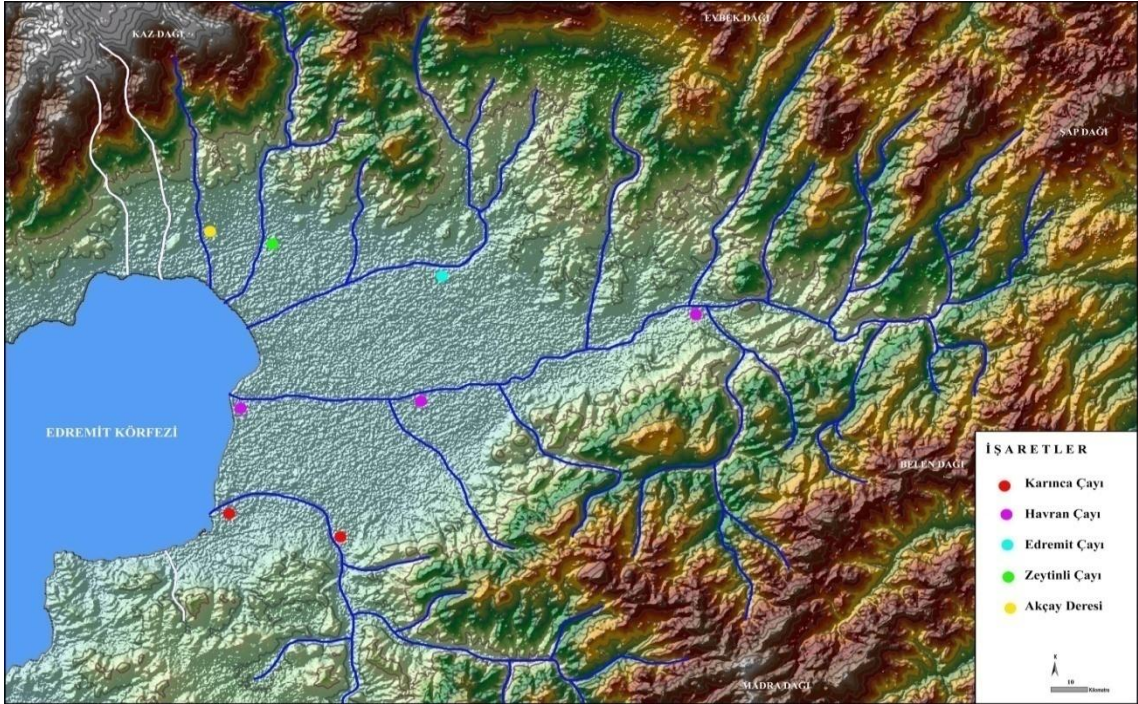 KAZ DAĞI
EYBEK DAĞI
ŞAP DAĞI
EDREMİT KÖRFEZİ
BELEN DAĞI
MADRA DAĞI
İŞARETLER
Karınca Çayı
Havran Çayı
Edremit Çayı
Zeytinli Çayı
Akçay Deresi
K
10
Kilometre